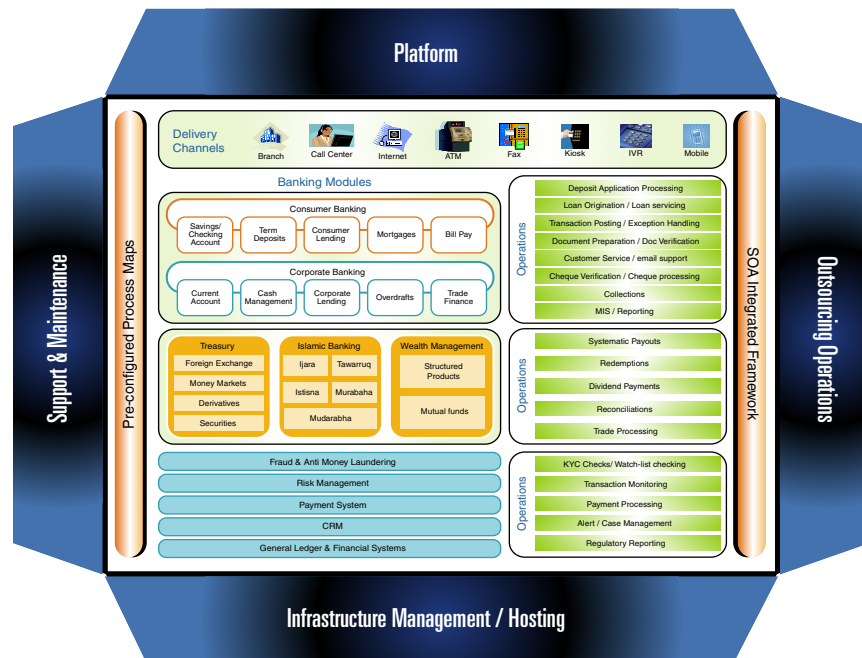 Platform
Support & Maintenance
Pre-configured Process Maps
Delivery
Channels
Branch
Call Center
Internet
ATM
Fax
Kiosk
IVR
Mobile
Banking Modules
Consumer Banking
Savings/
Checking
Account
Term
Deposits
Consumer
Lending
Mortgages
Bill Pay
Corporate Banking
Current
Account
Cash
Management
Corporate
Lending
Overdrafts
Trade
Finance
Operations
Deposit Application Processing
Loan Origination / Loan servicing
Transaction Posting / Exception Handling
Document Preparation / Doc Verification
Customer Service / email support
Cheque Verification / Cheque processing
Collections
MIS / Reporting
Treasury
Foreign Exchange
Money Markets
Derivatives
Securities
Islamic Banking
Ijara
Tawarruq
Istisna
Murabaha
Mudarabha
Wealth Management
Structured
Products
Mutual funds
Operations
Systematic Payouts
Redemptions
Dividend Payments
Reconciliations
Trade Processing
Fraud & Anti Money Laundering
Risk Management
Payment System
CRM
General Ledger & Financial Systems
Operations
KYC Checks/ Watch-list checking
Transaction Monitoring
Payment Processing
Alert / Case Management
Regulatory Reporting
SOA Integrated Framework
Outsourcing Operations
Infrastructure Management / Hosting